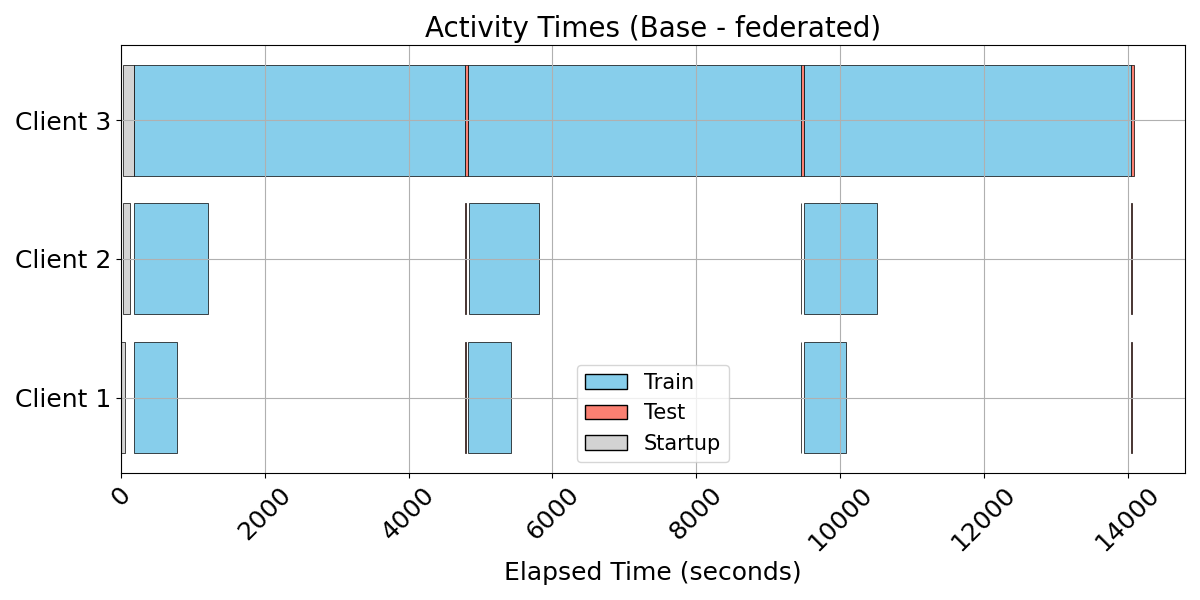 Activity Times (Base - federated)
Client 3
Client 2
Client 1
Train
Test
Startup
0
2000
4000
6000
8000
10000
12000
14000
Elapsed Time (seconds)